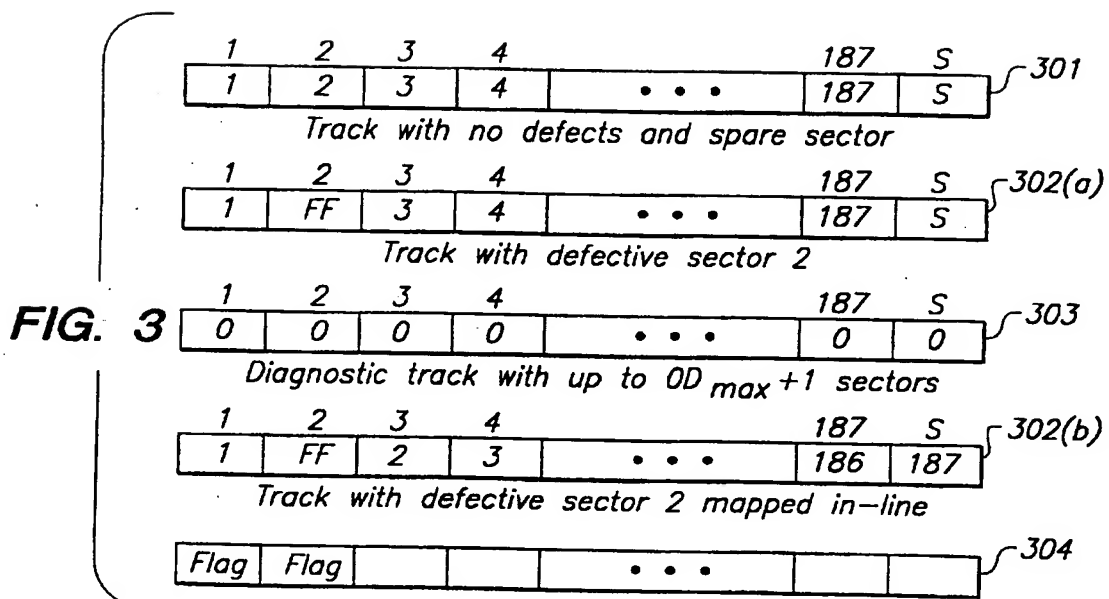 1 2 3 4 187 S
1 2 3 4 • • • 187 S 301
Track with no defects and spare sector
1 2 3 4 187 S
1 FF 3 4 • • • 187 S 302(a)
Track with defective sector 2
1 2 3 4 187 S
FIG. 3 0 0 0 0 • • • 0 0 303
Diagnostic track with up to OD max +1 sectors
1 2 3 4 187 S
1 FF 2 3 • • • 186 187 302(b)
Track with defective sector 2 mapped in-line
Flag Flag • • • 304